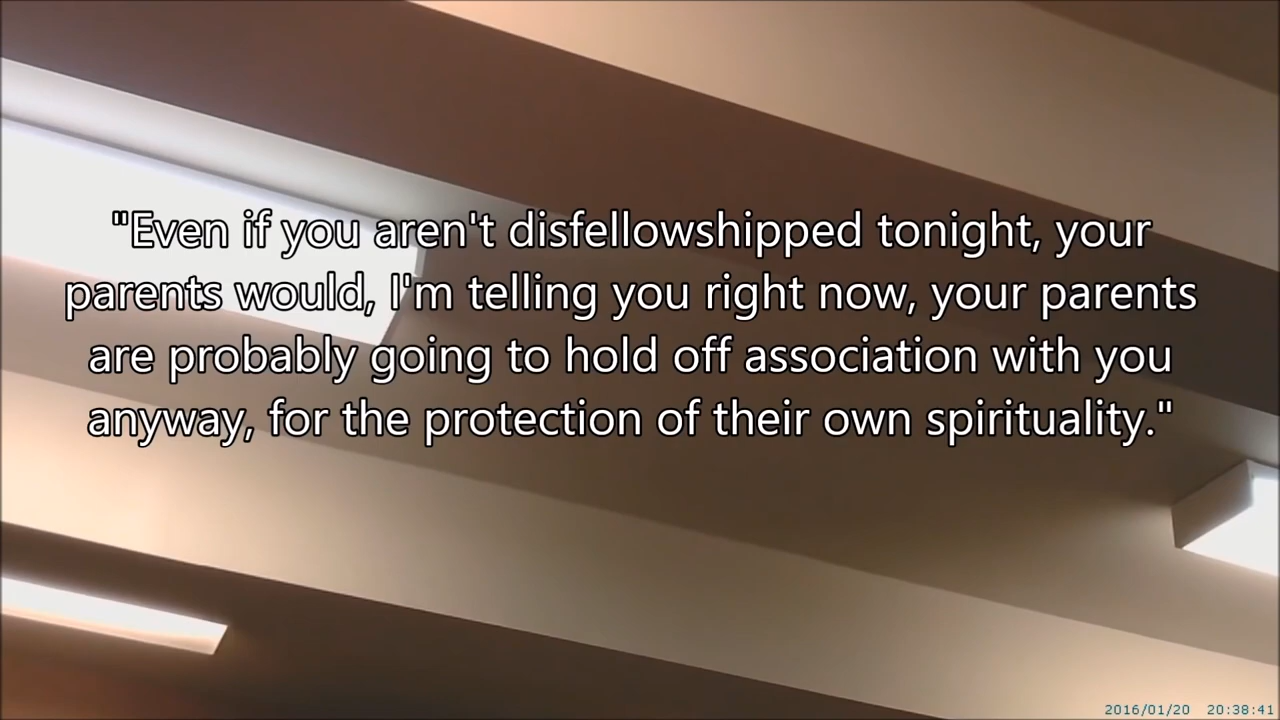 "Even if you aren't disfellowshipped tonight, your
parents would, I'm telling you right now, your parents
are probably going to hold off association with you
anyway, for the protection of their own spirituality."
2016/01/20 20:38:41